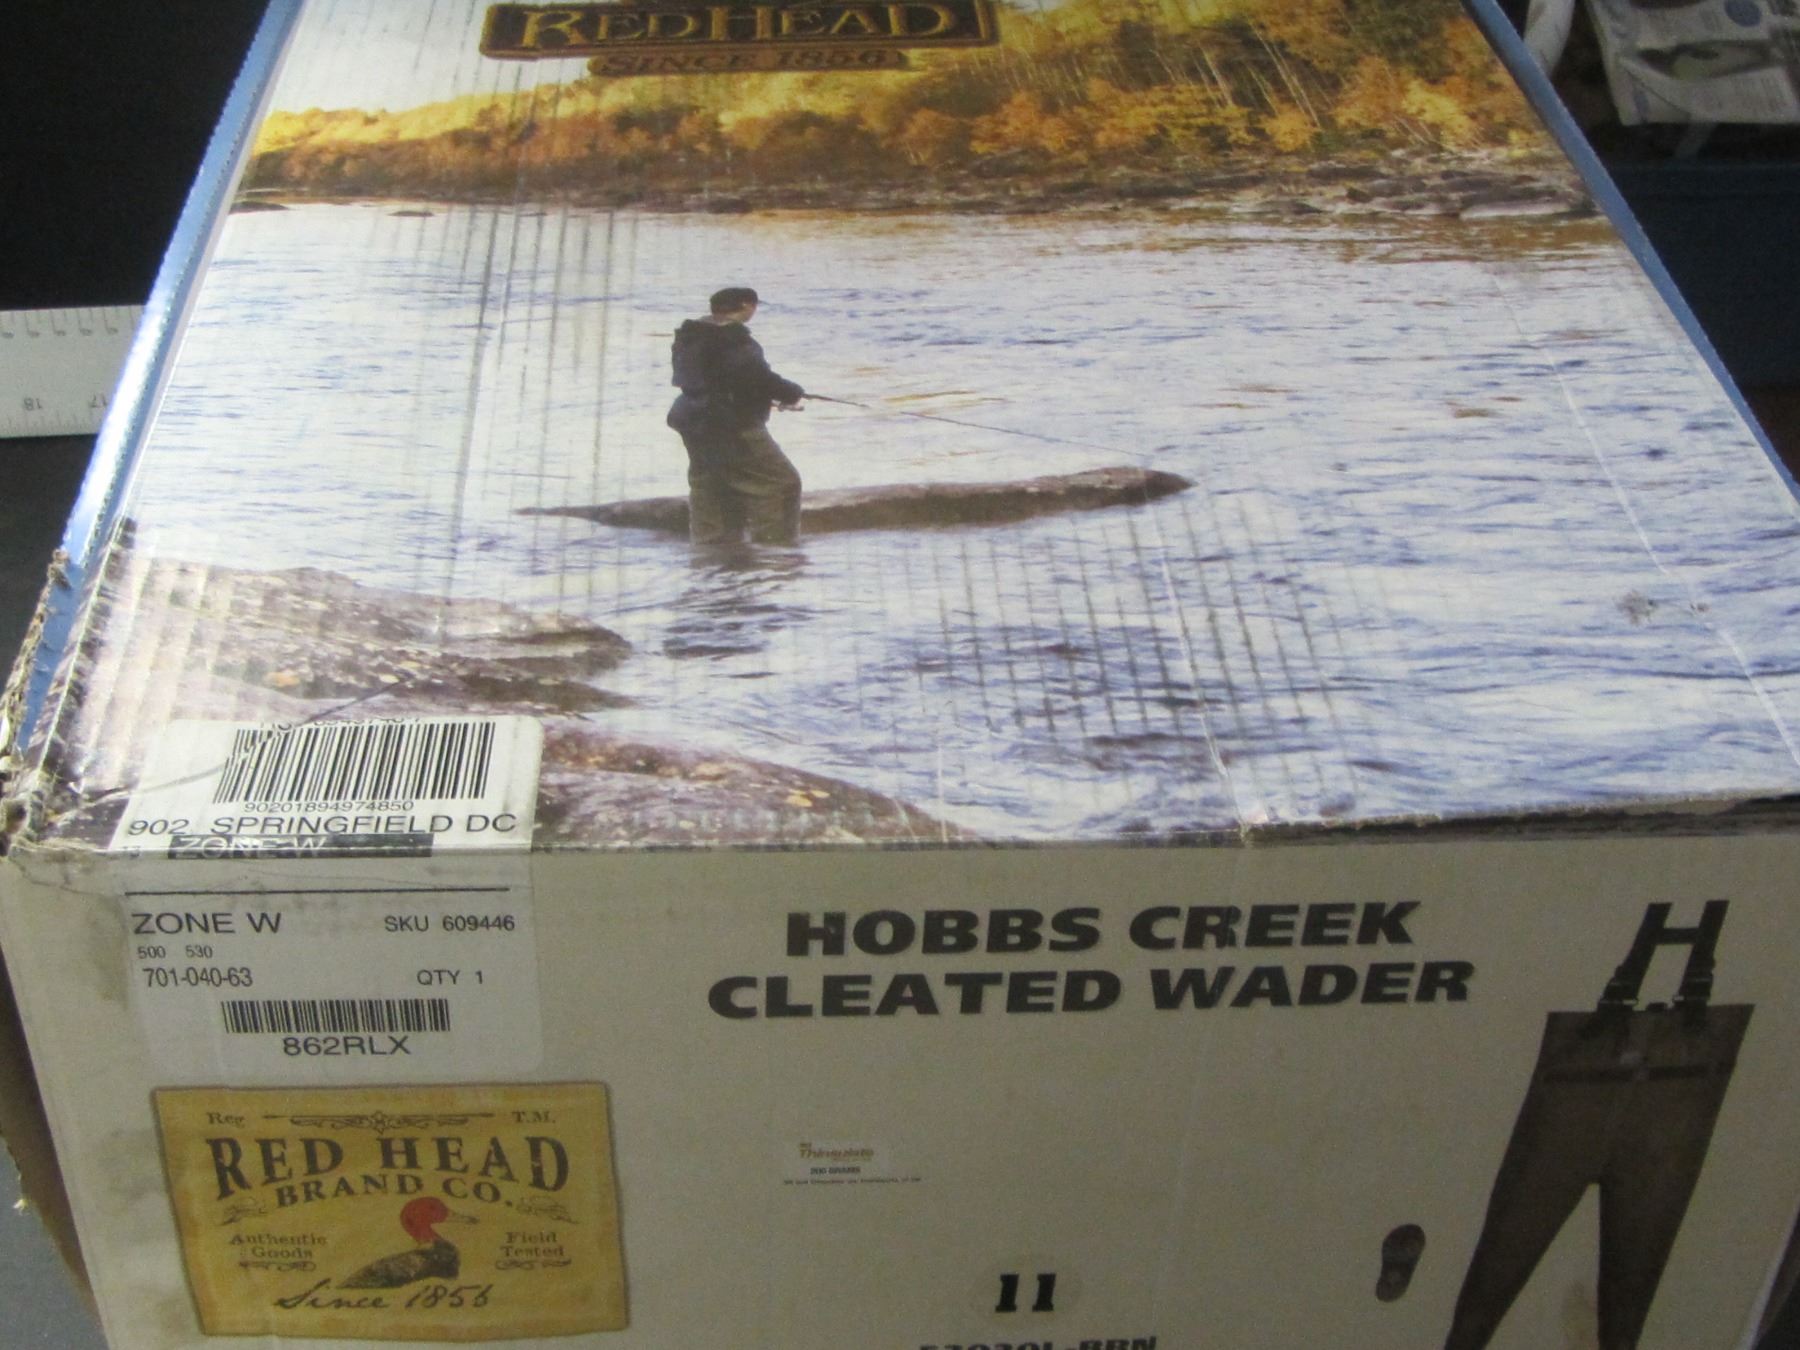 REDHEAD
SINCE 1856
18 17
90201894974850
902 SPRINGFIELD DC
ZONE W
ZONE W SKU 609446
500 530
701-040-63 QTY 1
862RLX
HOBBS CREEK
CLEATED WADER
Reg T.M.
RED HEAD
BRAND CO.
Authentic Goods
Field Tested
Since 1856
Thinsulate
200 GRAMS
11